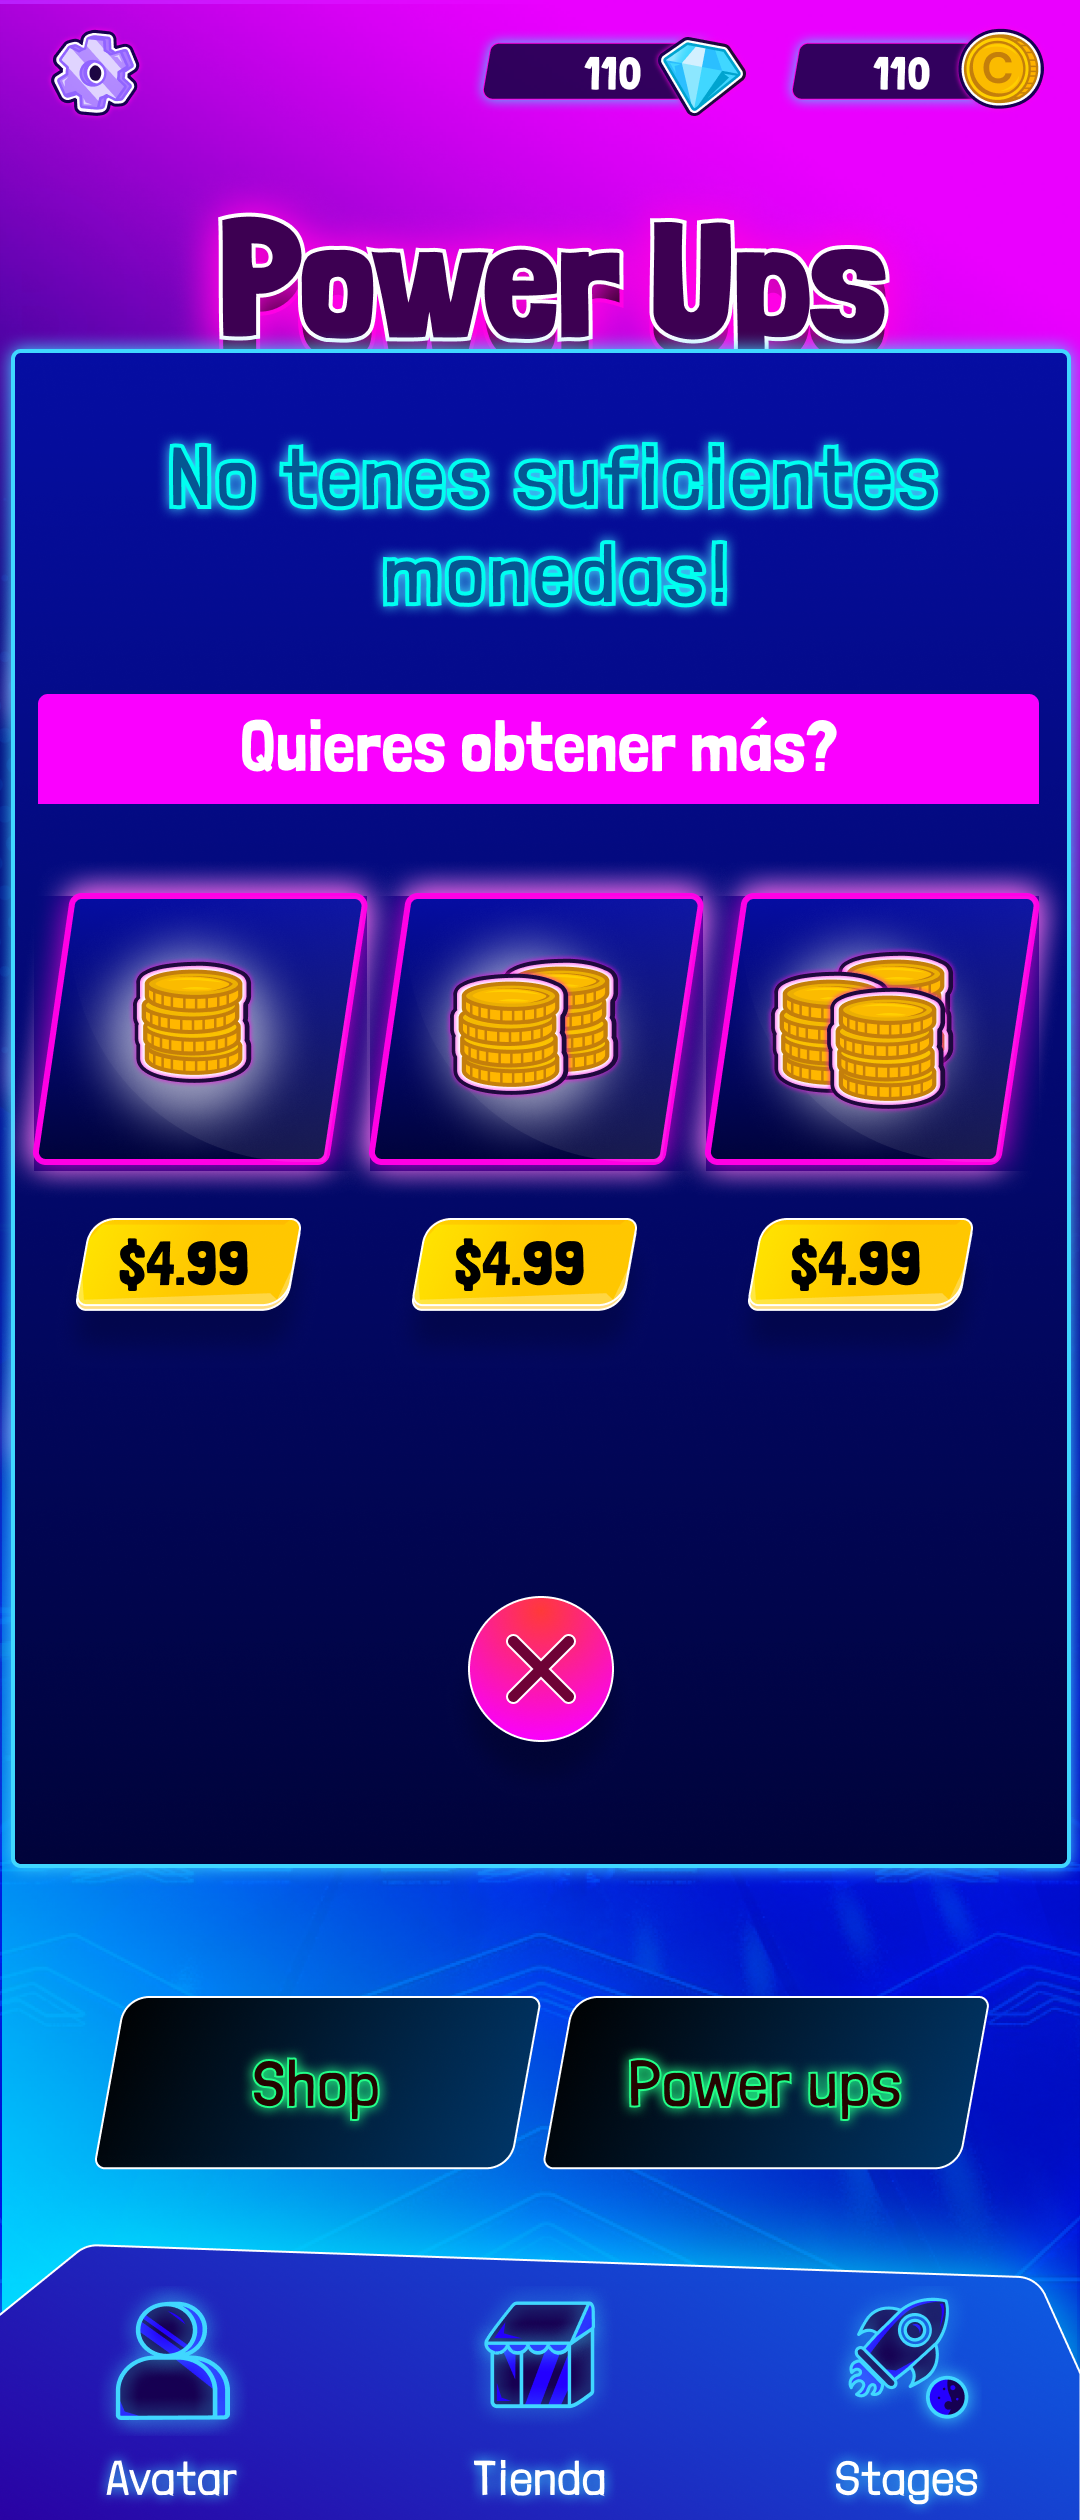 110 110
Power Ups
No tenes suficientes
monedas!
Quieres obtener más?
$4.99 $4.99 $4.99
Shop Power ups
Avatar Tienda Stages